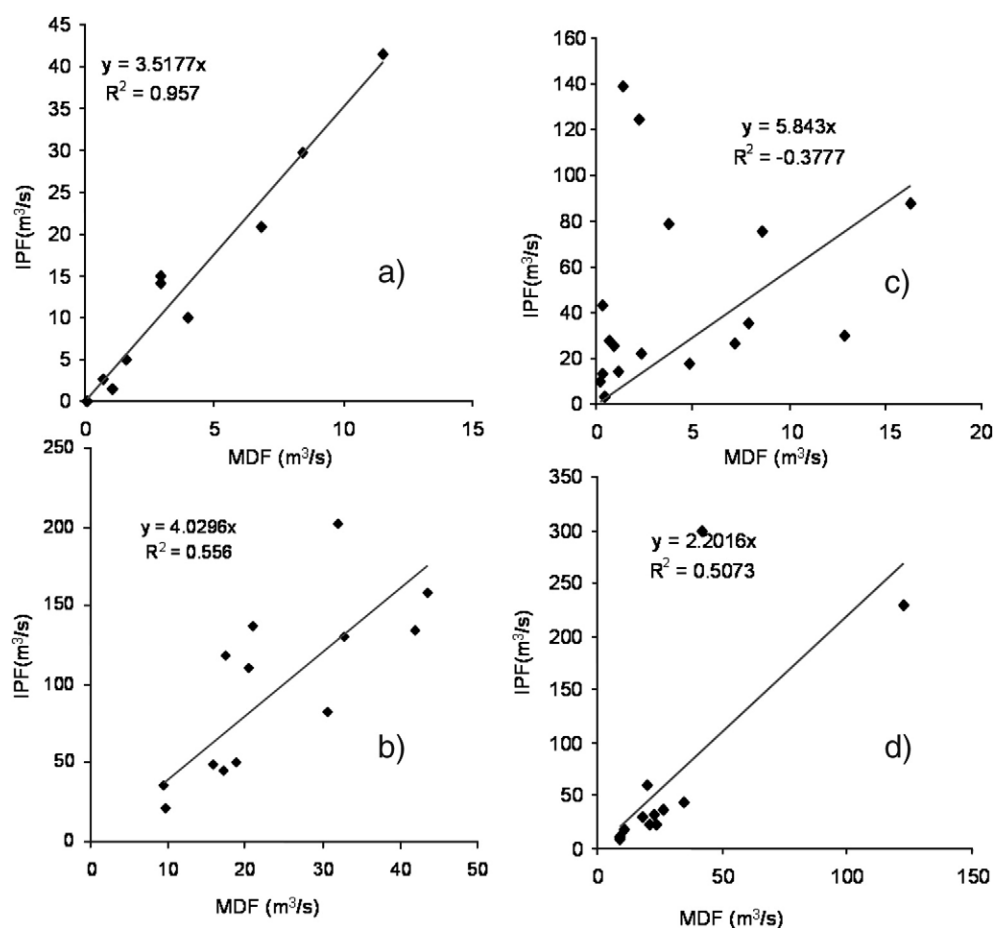 45
40
35
30
25
20
15
10
5
0
IPF(m³/s)
y = 3.5177x
R² = 0.957
a)
0 5 10 15
MDF (m³/s)
160
140
120
100
80
60
40
20
0
IPF(m³/s)
y = 5.843x
R² = -0.3777
c)
0 5 10 15 20
MDF (m³/s)
250
200
150
100
50
0
IPF(m³/s)
y = 4.0296x
R² = 0.556
b)
0 10 20 30 40 50
MDF (m³/s)
350
300
250
200
150
100
50
0
IPF(m³/s)
y = 2.2016x
R² = 0.5073
d)
0 50 100 150
MDF (m³/s)